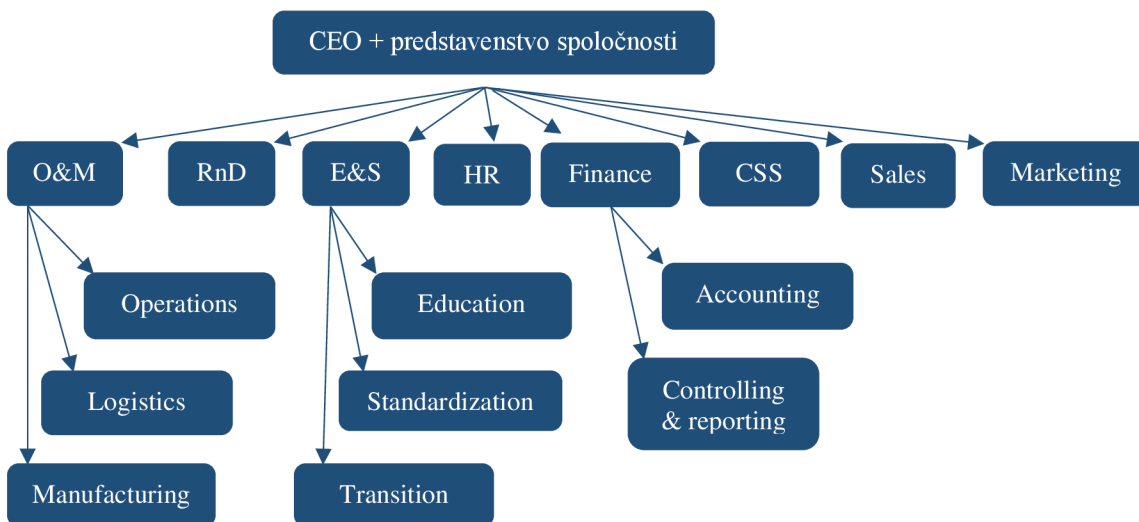 CEO + predstavenstvo spoločnosti
O&M
RnD
E&S
HR
Finance
CSS
Sales
Marketing
Operations
Education
Accounting
Logistics
Standardization
Controlling
& reporting
Manufacturing
Transition